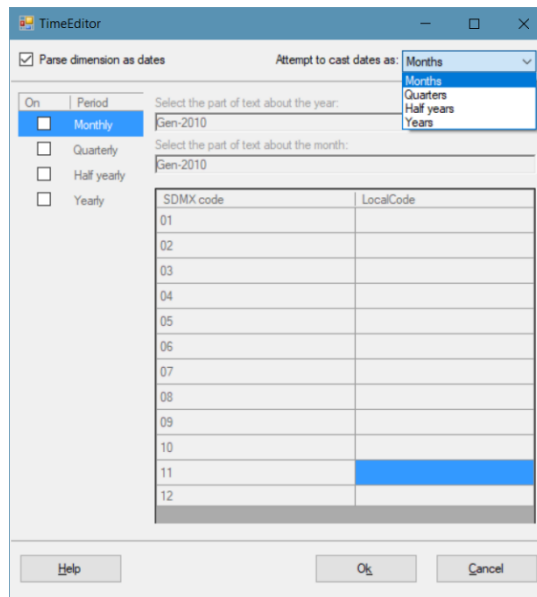 TimeEditor
Parse dimension as dates
Attempt to cast dates as: Months
Months
Quarters
Half years
Years
On Period
Monthly
Quarterly
Half yearly
Yearly
Select the part of text about the year:
Gen-2010
Select the part of text about the month:
Gen-2010
SDMX code LocalCode
01
02
03
04
05
06
07
08
09
10
11
12
Help Ok Cancel